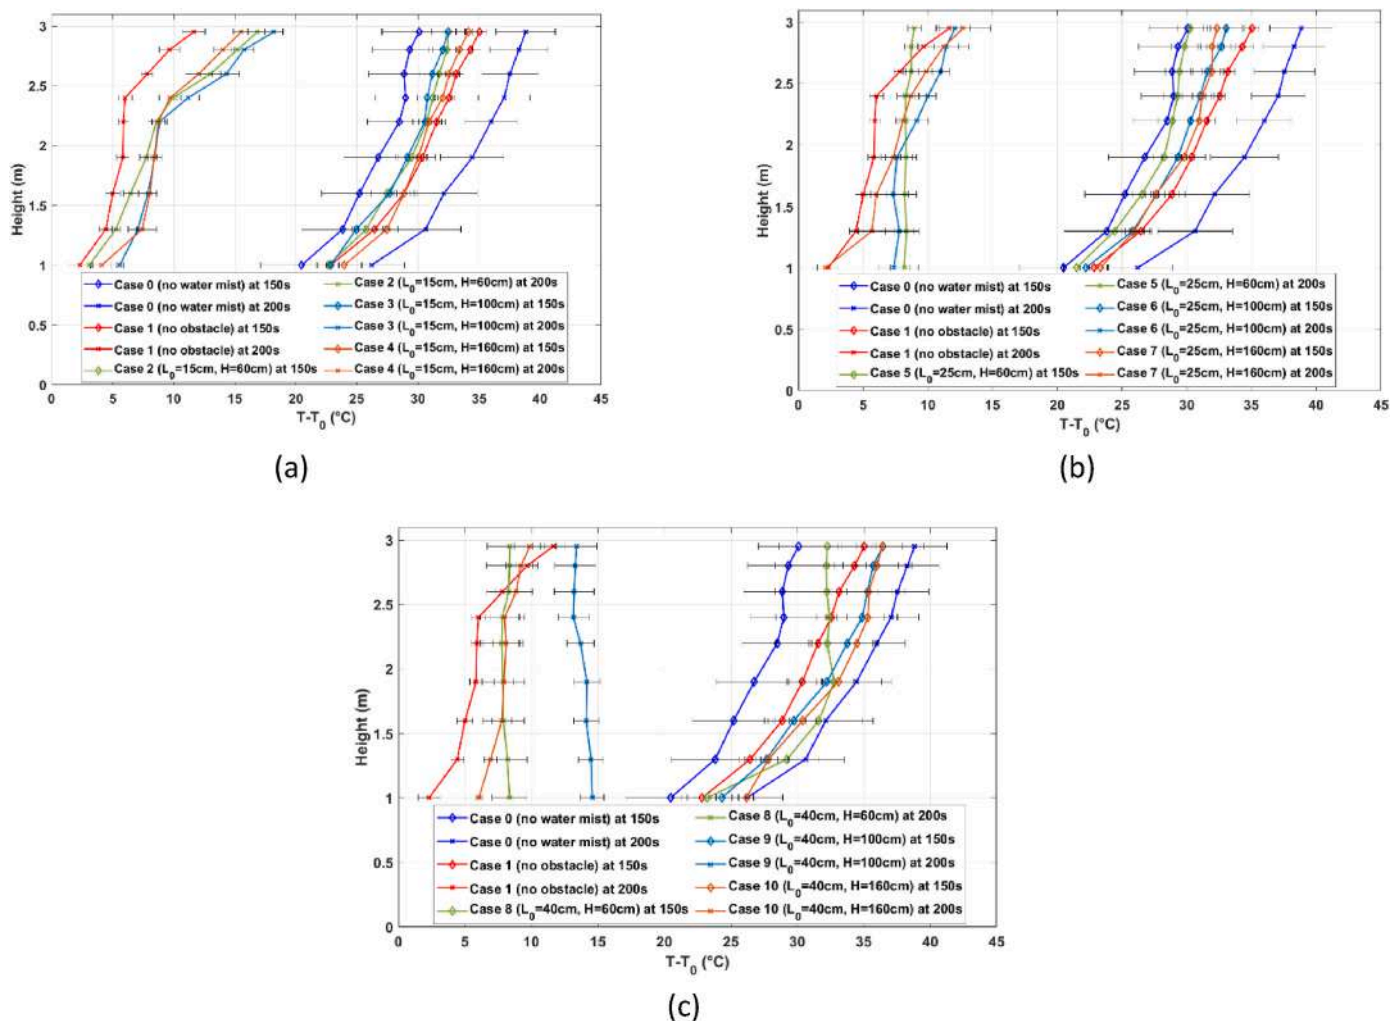 3
2.5
2
1.5
1
0.5
0
Height (m)
Case 0 (no water mist) at 150s
Case 0 (no water mist) at 200s
Case 1 (no obstacle) at 150s
Case 1 (no obstacle) at 200s
Case 2 (L0=15cm, H=60cm) at 150s
Case 2 (L0=15cm, H=60cm) at 200s
Case 3 (L0=15cm, H=100cm) at 150s
Case 3 (L0=15cm, H=100cm) at 200s
Case 4 (L0=15cm, H=160cm) at 150s
Case 4 (L0=15cm, H=160cm) at 200s
0 5 10 15 20 25 30 35 40 45
T-T0 (°C)
(a)
3
2.5
2
1.5
1
0.5
0
Height (m)
Case 0 (no water mist) at 150s
Case 0 (no water mist) at 200s
Case 1 (no obstacle) at 150s
Case 1 (no obstacle) at 200s
Case 5 (L0=25cm, H=60cm) at 150s
Case 5 (L0=25cm, H=60cm) at 200s
Case 6 (L0=25cm, H=100cm) at 150s
Case 6 (L0=25cm, H=100cm) at 200s
Case 7 (L0=25cm, H=160cm) at 150s
Case 7 (L0=25cm, H=160cm) at 200s
0 5 10 15 20 25 30 35 40 45
T-T0 (°C)
(b)
3
2.5
2
1.5
1
0.5
0
Height (m)
Case 0 (no water mist) at 150s
Case 0 (no water mist) at 200s
Case 1 (no obstacle) at 150s
Case 1 (no obstacle) at 200s
Case 8 (L0=40cm, H=60cm) at 150s
Case 8 (L0=40cm, H=60cm) at 200s
Case 9 (L0=40cm, H=100cm) at 150s
Case 9 (L0=40cm, H=100cm) at 200s
Case 10 (L0=40cm, H=160cm) at 150s
Case 10 (L0=40cm, H=160cm) at 200s
0 5 10 15 20 25 30 35 40 45
T-T0 (°C)
(c)